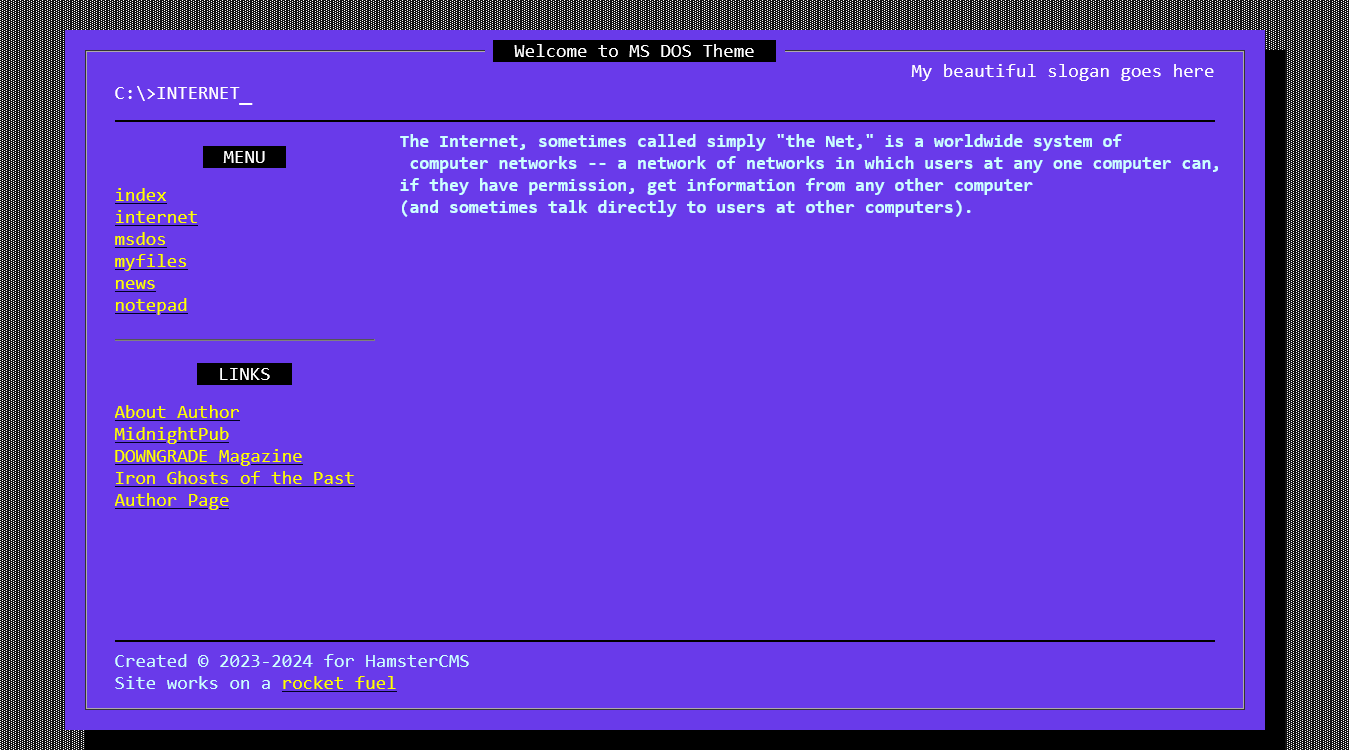 Welcome to MS DOS Theme
My beautiful slogan goes here
C:\>INTERNET_
MENU
index
internet
msdos
myfiles
news
notepad
LINKS
About Author
MidnightPub
DOWNGRADE Magazine
Iron Ghosts of the Past
Author Page
The Internet, sometimes called simply "the Net," is a worldwide system of
computer networks -- a network of networks in which users at any one computer can,
if they have permission, get information from any other computer
(and sometimes talk directly to users at other computers).
Created © 2023-2024 for HamsterCMS
Site works on a rocket fuel